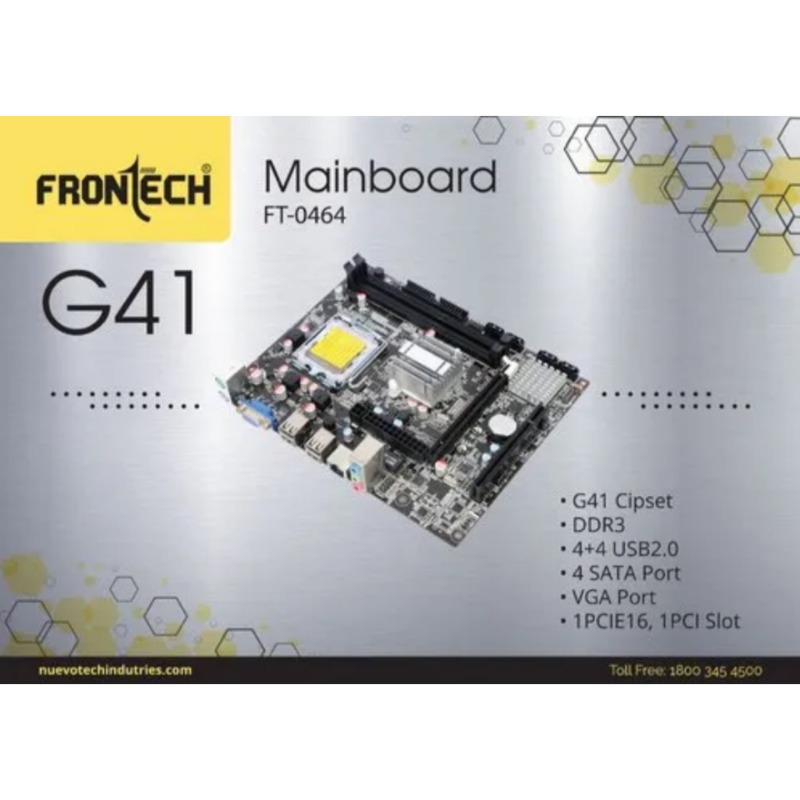 FRONTECH®
Mainboard
FT-0464
G41
• G41 Cipset
• DDR3
• 4+4 USB2.0
• 4 SATA Port
• VGA Port
• 1PCIE16, 1PCI Slot
nuevotechindutries.com
Toll Free: 1800 345 4500